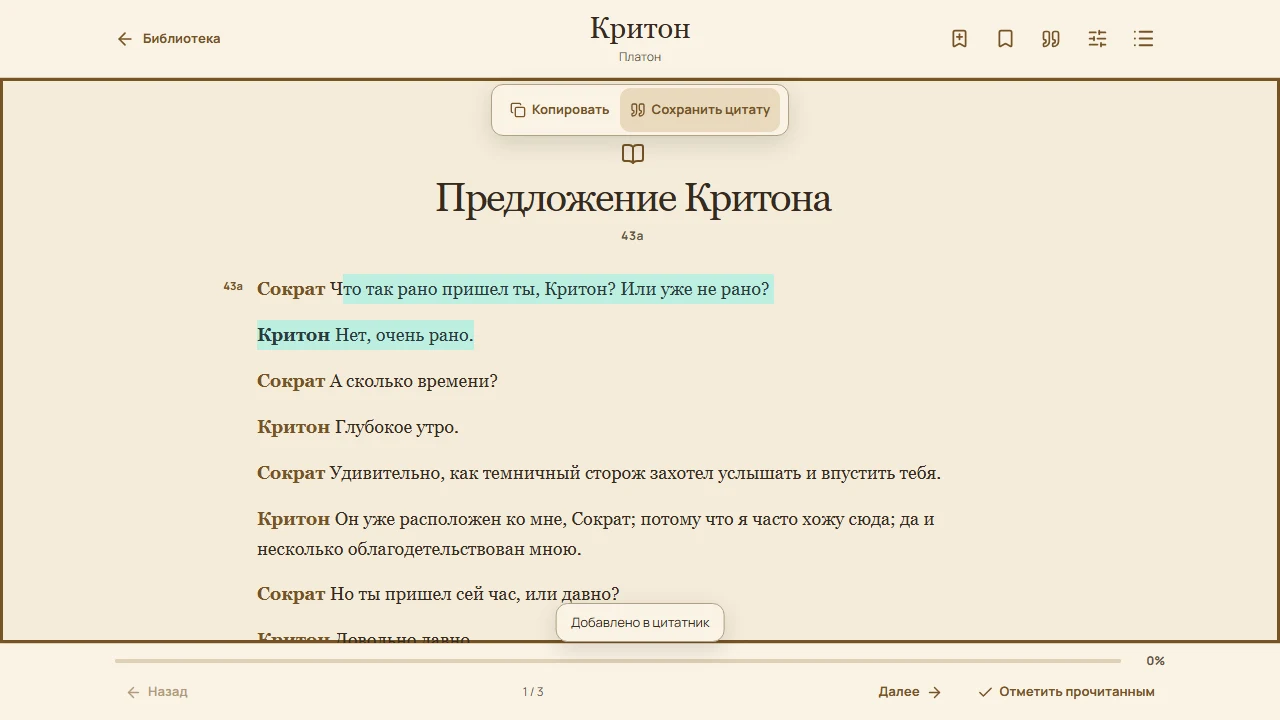 Библиотека
Критон
Платон
Копировать
Сохранить цитату
Предложение Критона
43a
43a
Сократ Что так рано пришел ты, Критон? Или уже не рано?
Критон Нет, очень рано.
Сократ А сколько времени?
Критон Глубокое утро.
Сократ Удивительно, как темничный сторож захотел услышать и впустить тебя.
Критон Он уже расположен ко мне, Сократ; потому что я часто хожу сюда; да и
несколько облагодетельствован мною.
Сократ Но ты пришел сей час, или давно?
Добавлено в цитатник
Критон Довольно давно
0%
Назад
1 / 3
Далее
Отметить прочитанным